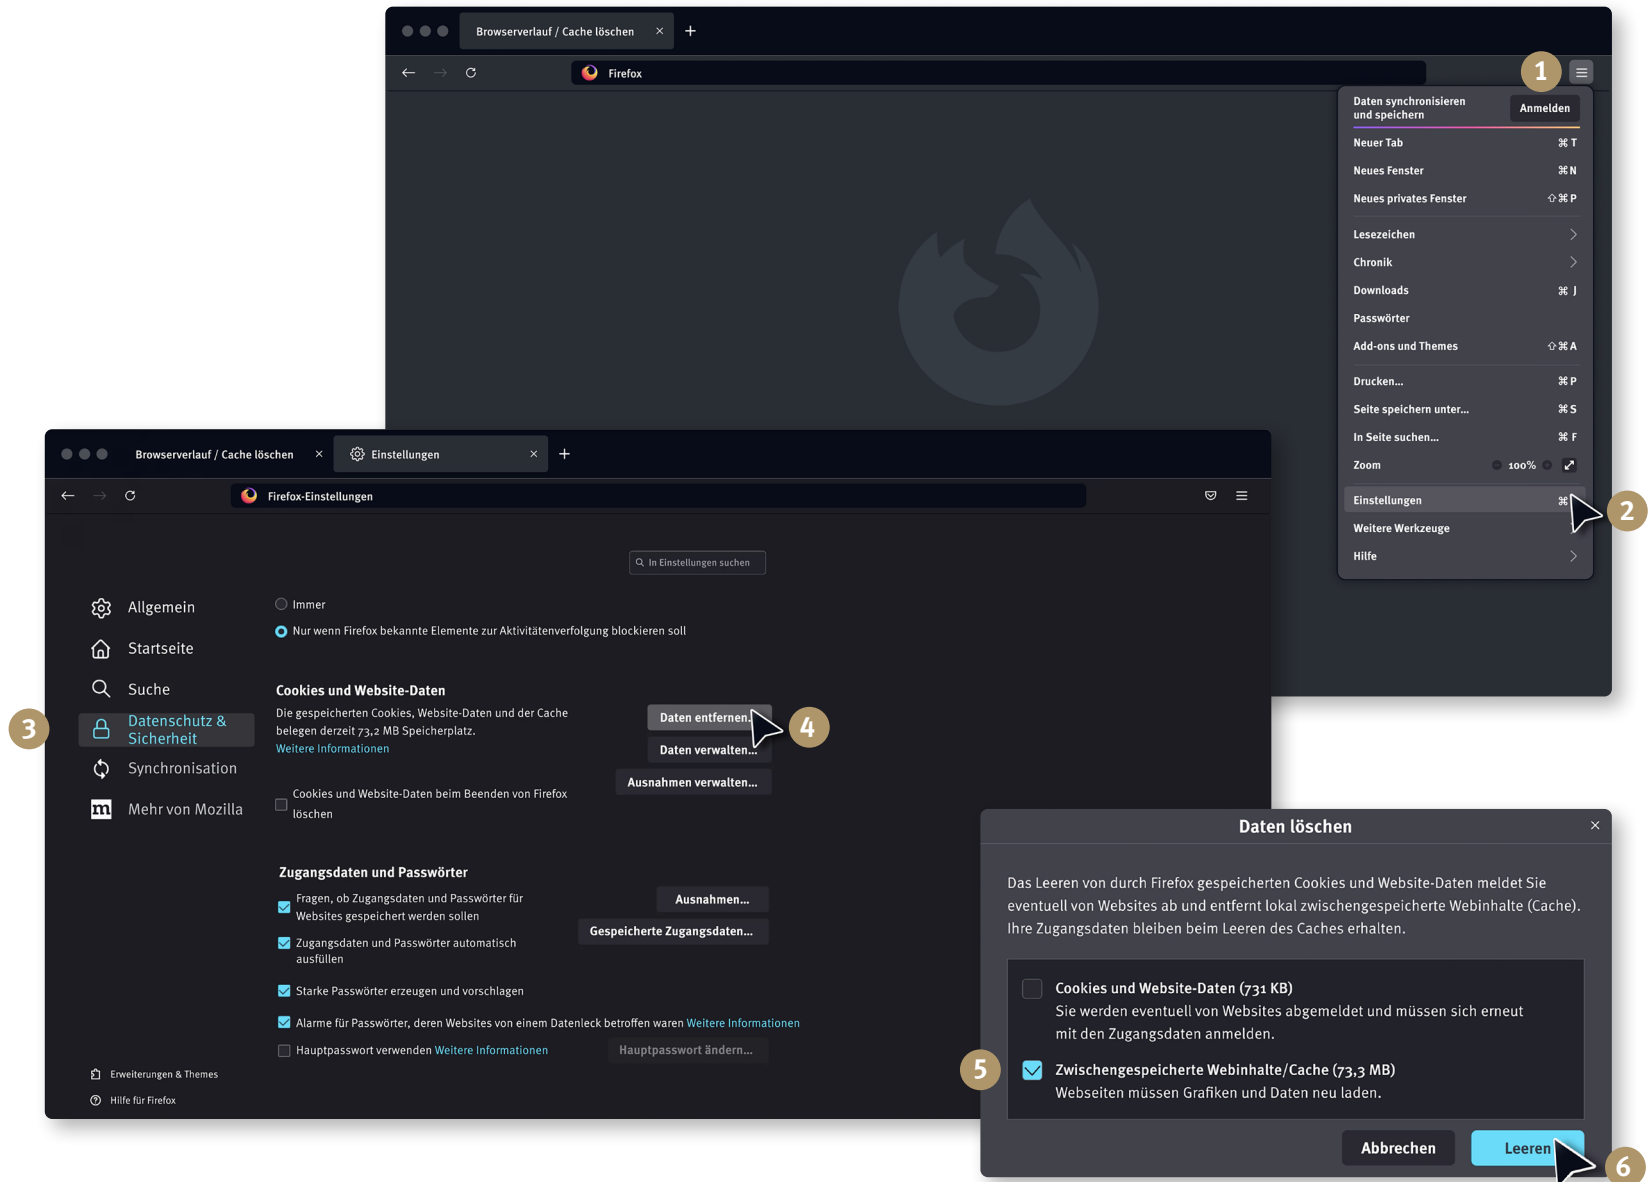 Browserverlauf / Cache löschen × +
Firefox
1
Daten synchronisieren
und speichern
Anmelden
Neuer Tab ⌘ T
Neues Fenster ⌘ N
Neues privates Fenster ⇧ ⌘ P
Lesezeichen
Chronik
Downloads ⌘ J
Passwörter
Add-ons und Themes ⇧ ⌘ A
Drucken... ⌘ P
Seite speichern unter... ⌘ S
In Seite suchen... ⌘ F
Zoom 100%
Einstellungen ⌘
2
Weitere Werkzeuge
Hilfe
Browserverlauf / Cache löschen × Einstellungen × +
Firefox-Einstellungen
In Einstellungen suchen
Allgemein
Startseite
Suche
3
Datenschutz &
Sicherheit
Synchronisation
m Mehr von Mozilla
Erweiterungen & Themes
Hilfe für Firefox
Immer
Nur wenn Firefox bekannte Elemente zur Aktivitätenverfolgung blockieren soll
Cookies und Website-Daten
Die gespeicherten Cookies, Website-Daten und der Cache
belegen derzeit 73,2 MB Speicherplatz.
Weitere Informationen
Daten entfernen...
4
Daten verwalten...
Ausnahmen verwalten...
Cookies und Website-Daten beim Beenden von Firefox
löschen
Zugangsdaten und Passwörter
Fragen, ob Zugangsdaten und Passwörter für
Websites gespeichert werden sollen
Ausnahmen...
Gespeicherte Zugangsdaten...
Zugangsdaten und Passwörter automatisch
ausfüllen
Starke Passwörter erzeugen und vorschlagen
Alarme für Passwörter, deren Websites von einem Datenleck betroffen waren Weitere Informationen
Hauptpasswort verwenden Weitere Informationen
Hauptpasswort ändern...
Daten löschen ×
Das Leeren von durch Firefox gespeicherten Cookies und Website-Daten meldet Sie
eventuell von Websites ab und entfernt lokal zwischengespeicherte Webinhalte (Cache).
Ihre Zugangsdaten bleiben beim Leeren des Caches erhalten.
Cookies und Website-Daten (731 KB)
Sie werden eventuell von Websites abgemeldet und müssen sich erneut
mit den Zugangsdaten anmelden.
5
Zwischengespeicherte Webinhalte/Cache (73,3 MB)
Webseiten müssen Grafiken und Daten neu laden.
Abbrechen
Leeren
6